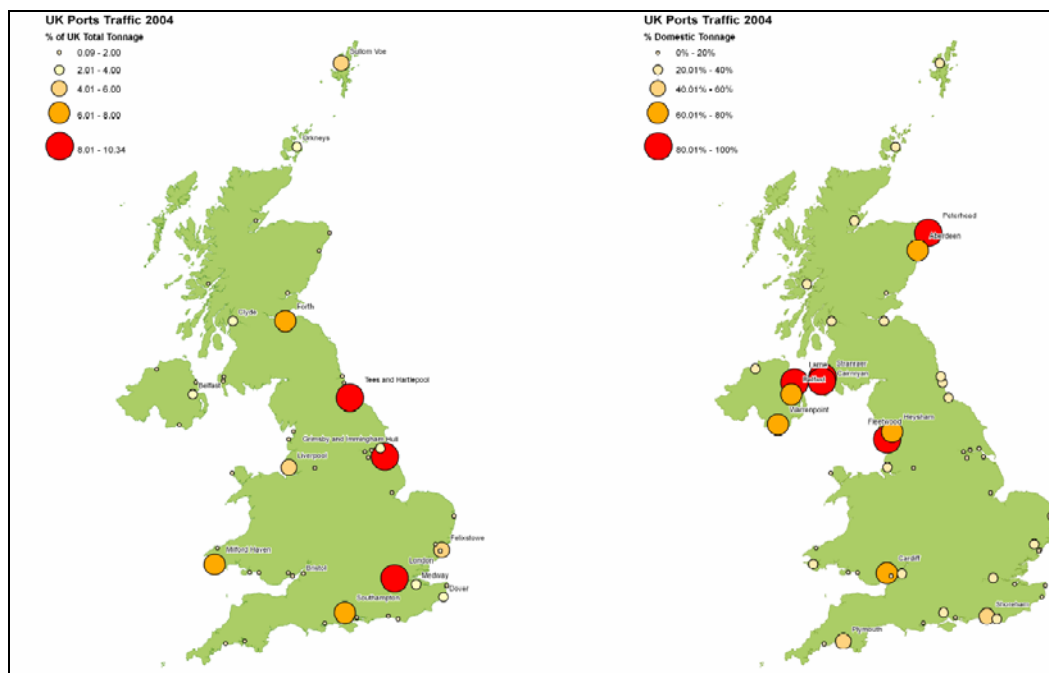 UK Ports Traffic 2004
% of UK Total Tonnage
0.09 - 2.00
2.01 - 4.00
4.01 - 6.00
6.01 - 8.00
8.01 - 10.34
Sullom Voe
Orkneys
Clyde
Forth
Tees and Hartlepool
Belfast
Grimsby and Immingham
Hull
Liverpool
Milford Haven
Bristol
Felixstowe
London
Medway
Dover
Southampton
UK Ports Traffic 2004
% Domestic Tonnage
0% - 20%
20.01% - 40%
40.01% - 60%
60.01% - 80%
80.01% - 100%
Peterhead
Aberdeen
Larne
Stranraer
Cairnryan
Belfast
Warrenpoint
Heysham
Fleetwood
Cardiff
Shoreham
Plymouth